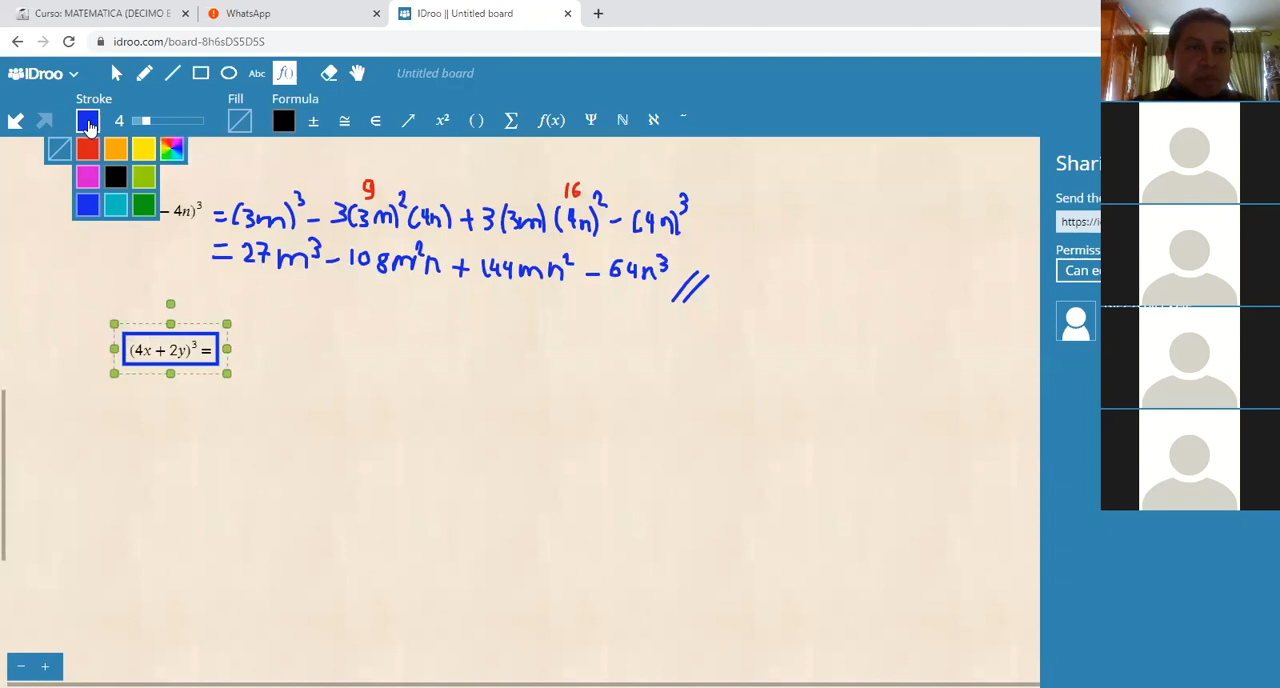 Curso: MATEMATICA (DECIMO E
WhatsApp
IDroo || Untitled board
idroo.com/board-8h6sDS5D5S
IDroo
Abc
f()
Untitled board
Stroke
Fill
Formula
4
± ≅ ∈ x² ( ) ∑ f(x) Ψ ℕ ℵ ~
Shari
Send the
https://i
Permis
Can e
9 16
− 4n)³ = (3m)³ − 3(3m)²(4n) + 3(3m)(4n)² − (4n)³
= 27m³ − 108m²n + 144mn² − 64n³ //
(4x + 2y)³ =
− +